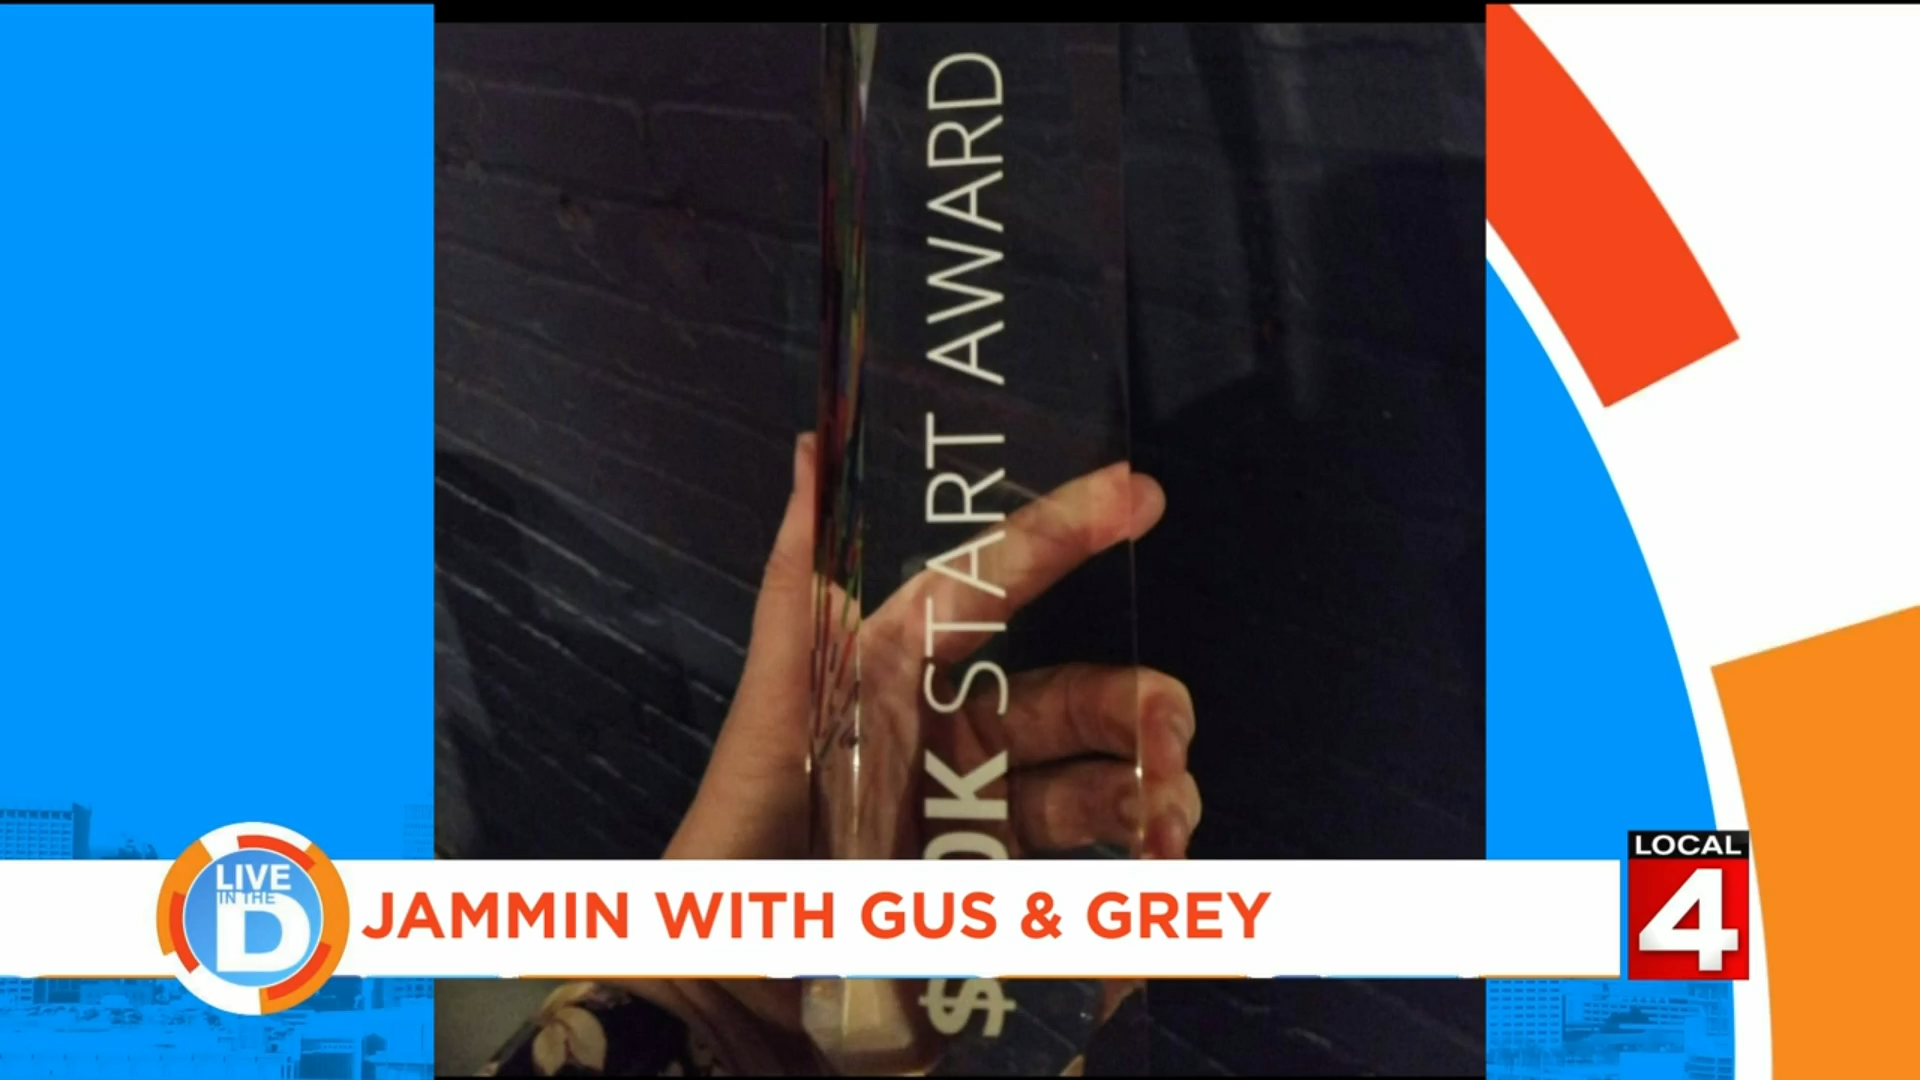 START AWARD
LIVE
IN THE
D
JAMMIN WITH GUS & GREY
LOCAL
4